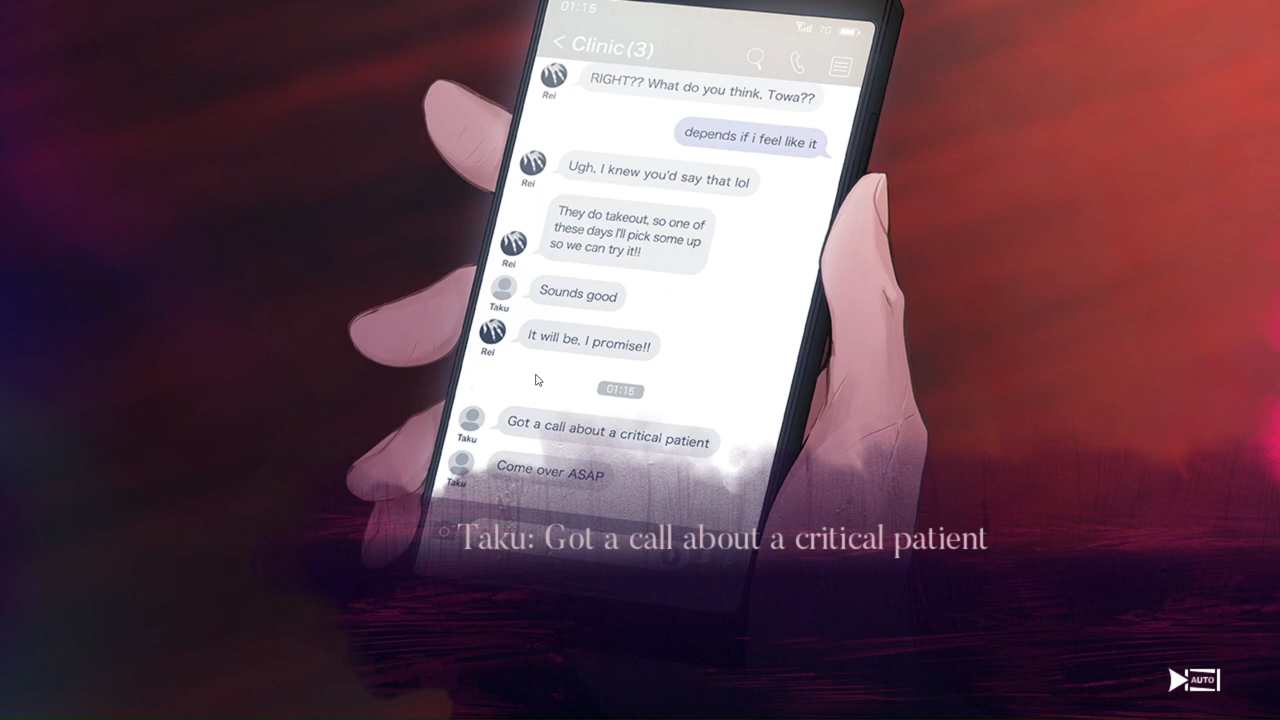 01:15
7G
< Clinic(3)
RIGHT?? What do you think, Towa??
Rei
depends if i feel like it
Ugh, I knew you'd say that lol
Rei
They do takeout, so one of
these days I'll pick some up
so we can try it!!
Rei
Sounds good
Taku
It will be, I promise!!
Rei
01:15
Got a call about a critical patient
Taku
Come over ASAP
Taku
Taku: Got a call about a critical patient
AUTO